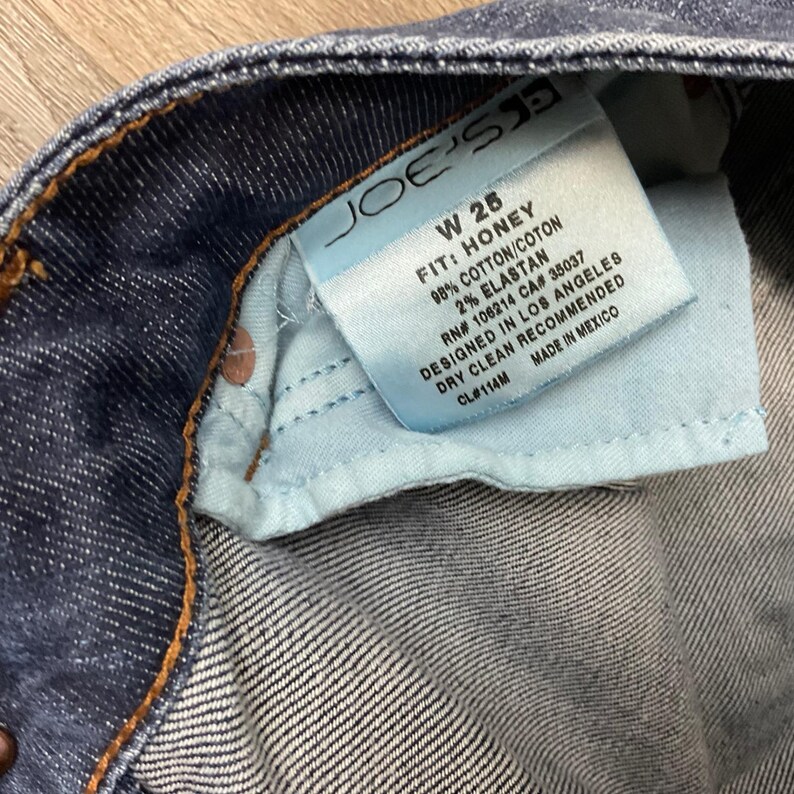 JOE'S
W 25
FIT: HONEY
98% COTTON/COTON
2% ELASTAN
RN# 108214 CA# 35037
DESIGNED IN LOS ANGELES
DRY CLEAN RECOMMENDED
CL#114M MADE IN MEXICO